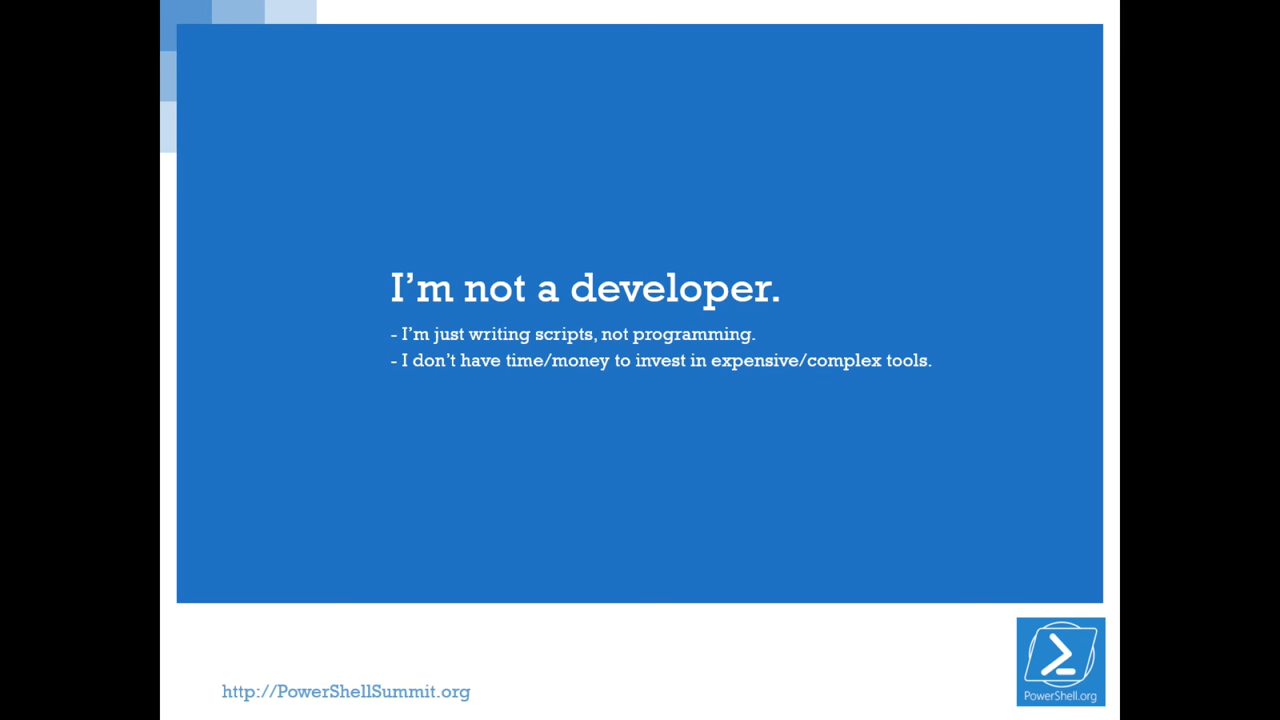 I’m not a developer.
- I’m just writing scripts, not programming.
- I don’t have time/money to invest in expensive/complex tools.
http://PowerShellSummit.org
PowerShell.org